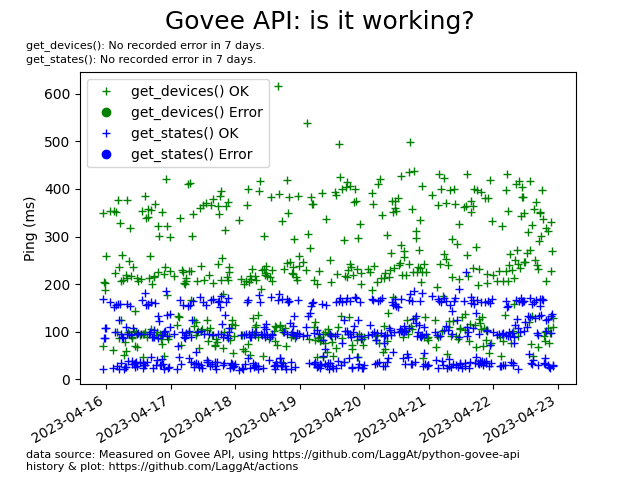 Govee API: is it working?
get_devices(): No recorded error in 7 days.
get_states(): No recorded error in 7 days.
get_devices() OK
get_devices() Error
get_states() OK
get_states() Error
Ping (ms)
600
500
400
300
200
100
0
2023-04-16
2023-04-17
2023-04-18
2023-04-19
2023-04-20
2023-04-21
2023-04-22
2023-04-23
data source: Measured on Govee API, using https://github.com/LaggAt/python-govee-api
history & plot: https://github.com/LaggAt/actions